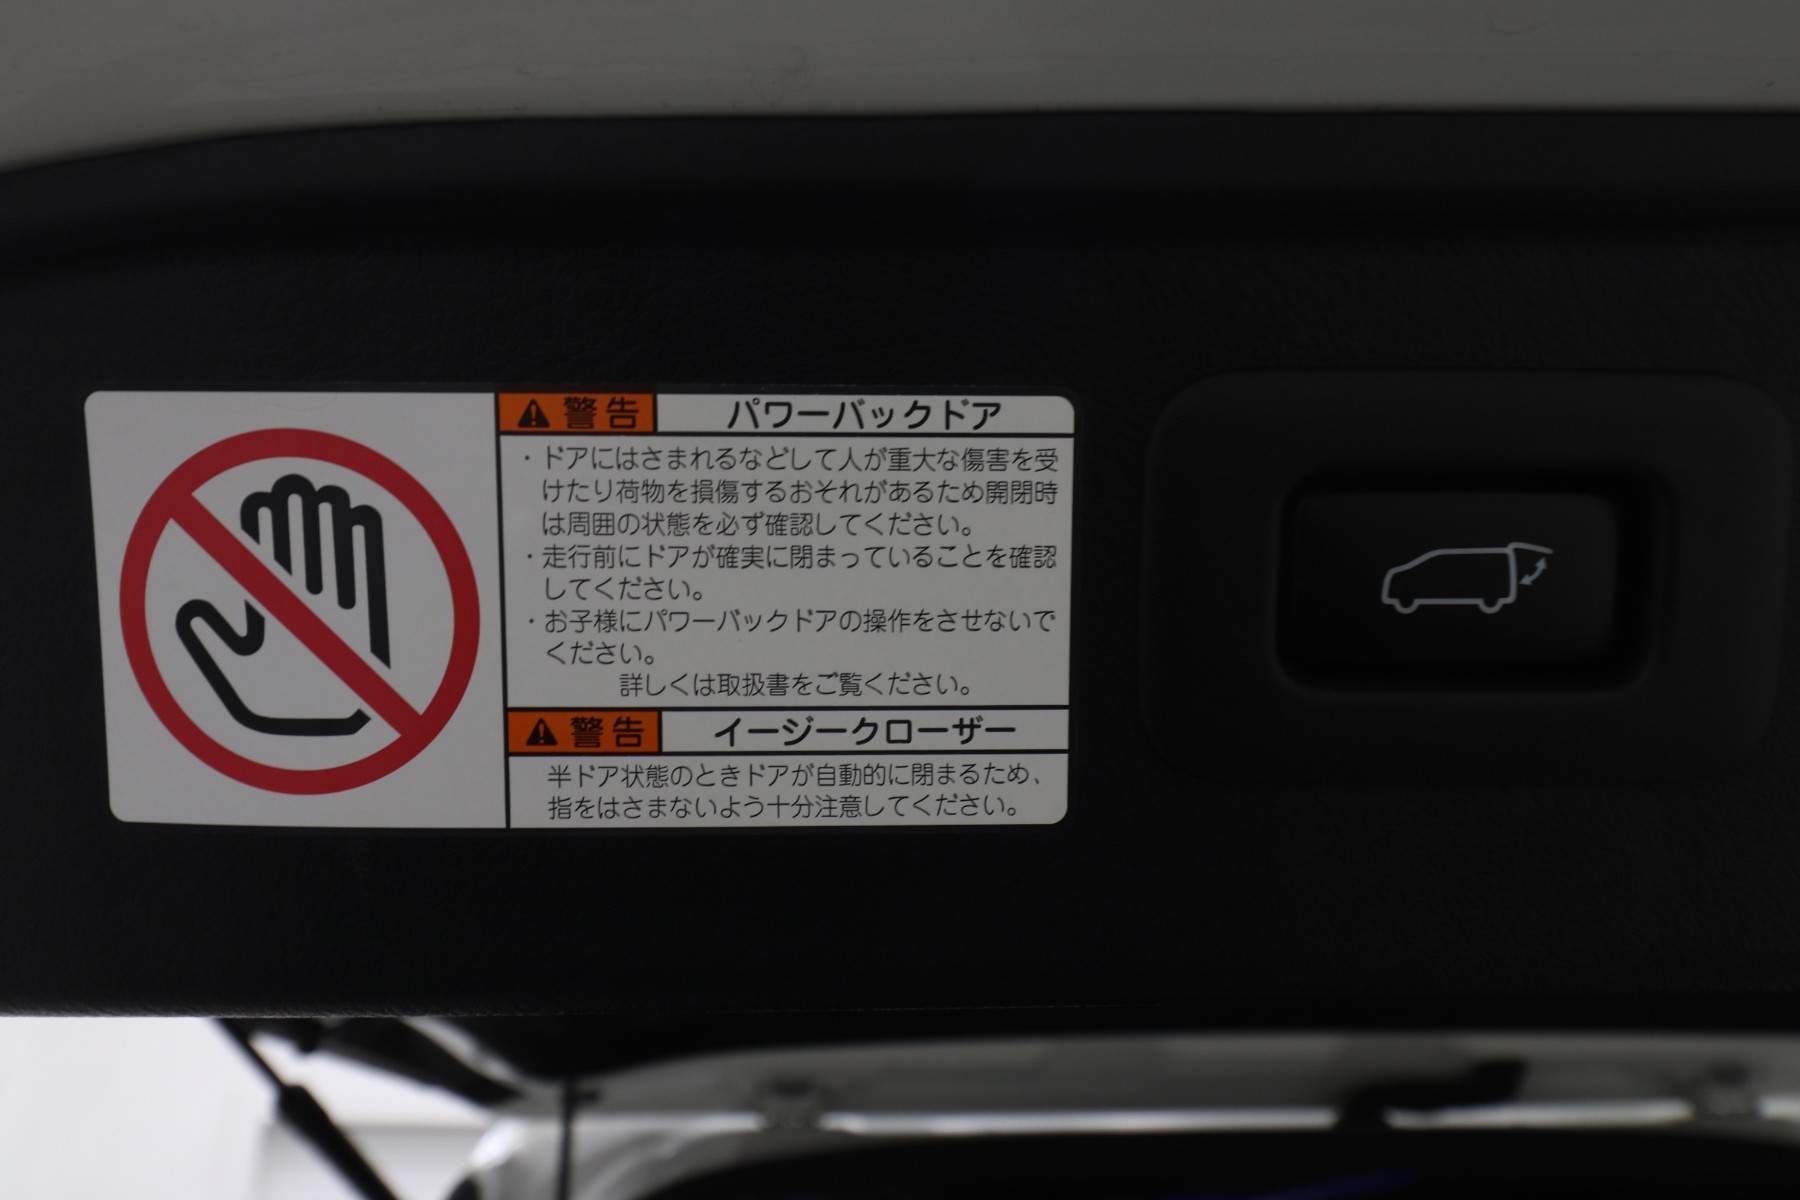 警告 パワーバックドア
・ドアにはさまれるなどして人が重大な傷害を受
けたり荷物を損傷するおそれがあるため開閉時
は周囲の状態を必ず確認してください。
・走行前にドアが確実に閉まっていることを確認
してください。
・お子様にパワーバックドアの操作をさせないで
ください。
詳しくは取扱書をご覧ください。
警告 イージークローザー
半ドア状態のときドアが自動的に閉まるため、
指をはさまないよう十分注意してください。